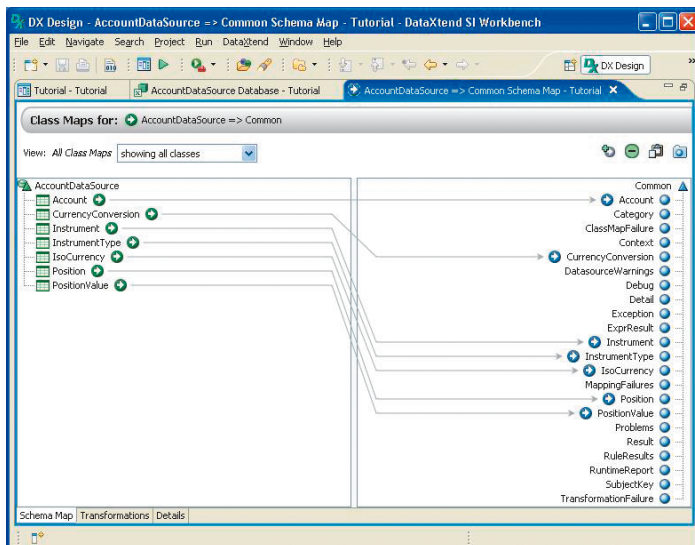 DX Design - AccountDataSource => Common Schema Map - Tutorial - DataXtend SI Workbench
File Edit Navigate Search Project Run DataXtend Window Help
DX Design
Tutorial - Tutorial
AccountDataSource Database - Tutorial
AccountDataSource => Common Schema Map - Tutorial
Class Maps for: AccountDataSource => Common
View: All Class Maps showing all classes
AccountDataSource
Account
CurrencyConversion
Instrument
InstrumentType
IsoCurrency
Position
PositionValue
Common
Account
Category
ClassMapFailure
Context
CurrencyConversion
DatasourceWarnings
Debug
Detail
Exception
ExprResult
Instrument
InstrumentType
IsoCurrency
MappingFailures
Position
PositionValue
Problems
Result
RuleResults
RuntimeReport
SubjectKey
TransformationFailure
Schema Map Transformations Details